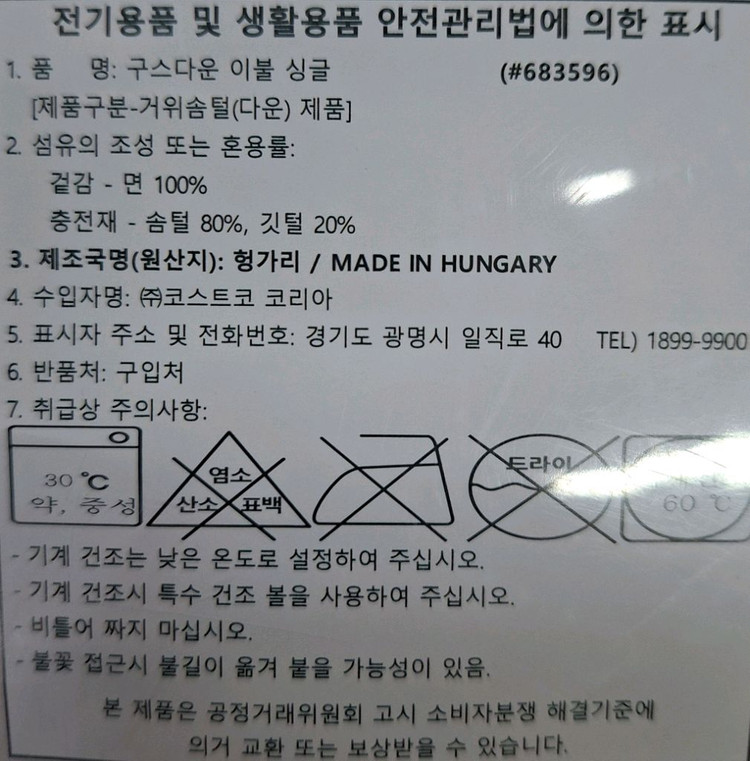 전기용품 및 생활용품 안전관리법에 의한 표시
1. 품 명: 구스다운 이불 싱글 (#683596)
[제품구분-거위솜털(다운) 제품]
2. 섬유의 조성 또는 혼용률:
겉감 - 면 100%
충전재 - 솜털 80%, 깃털 20%
3. 제조국명(원산지): 헝가리 / MADE IN HUNGARY
4. 수입자명: ㈜코스트코 코리아
5. 표시자 주소 및 전화번호: 경기도 광명시 일직로 40 TEL) 1899-9900
6. 반품처: 구입처
7. 취급상 주의사항:
30 ℃
약, 중성
염소
산소 표백
드라이
60 ℃
- 기계 건조는 낮은 온도로 설정하여 주십시오.
- 기계 건조시 특수 건조 볼을 사용하여 주십시오.
- 비틀어 짜지 마십시오.
- 불꽃 접근시 불길이 옮겨 붙을 가능성이 있음.
본 제품은 공정거래위원회 고시 소비자분쟁 해결기준에
의거 교환 또는 보상받을 수 있습니다.